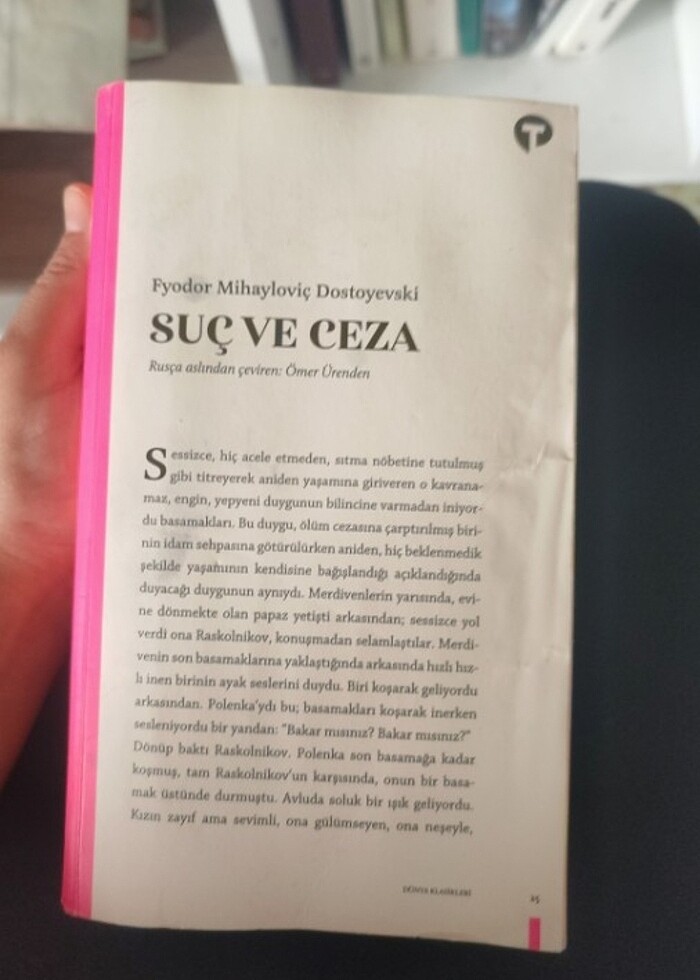 T
Fyodor Mihayloviç Dostoyevski
SUÇ VE CEZA
Rusça aslından çeviren: Ömer Ürenden
Sessizce, hiç acele etmeden, sıtma nöbetine tutulmuş
gibi titreyerek aniden yaşamına giriveren o kavrana-
maz, engin, yepyeni duygunun bilincine varmadan iniyor-
du basamakları. Bu duygu, ölüm cezasına çarptırılmış biri-
nin idam sehpasına götürülürken aniden, hiç beklenmedik
şekilde yaşamının kendisine bağışlandığı açıklandığında
duyacağı duygunun aynıydı. Merdivenlerin yarısında, evi-
ne dönmekte olan papaz yetişti arkasından; sessizce yol
verdi ona Raskolnikov, konuşmadan selamlaştılar. Merdi-
venin son basamaklarına yaklaştığında arkasında hızlı hız-
lı inen birinin ayak seslerini duydu. Biri koşarak geliyordu
arkasından. Polenka'ydı bu; basamakları koşarak inerken
sesleniyordu bir yandan: "Bakar mısınız? Bakar mısınız?"
Dönüp baktı Raskolnikov. Polenka son basamağa kadar
koşmuş, tam Raskolnikov'un karşısında, onun bir basa-
mak üstünde durmuştu. Avluda soluk bir ışık geliyordu.
Kızın zayıf ama sevimli, ona gülümseyen, ona neşeyle,
DÜNYA KLASİKLERİ
25